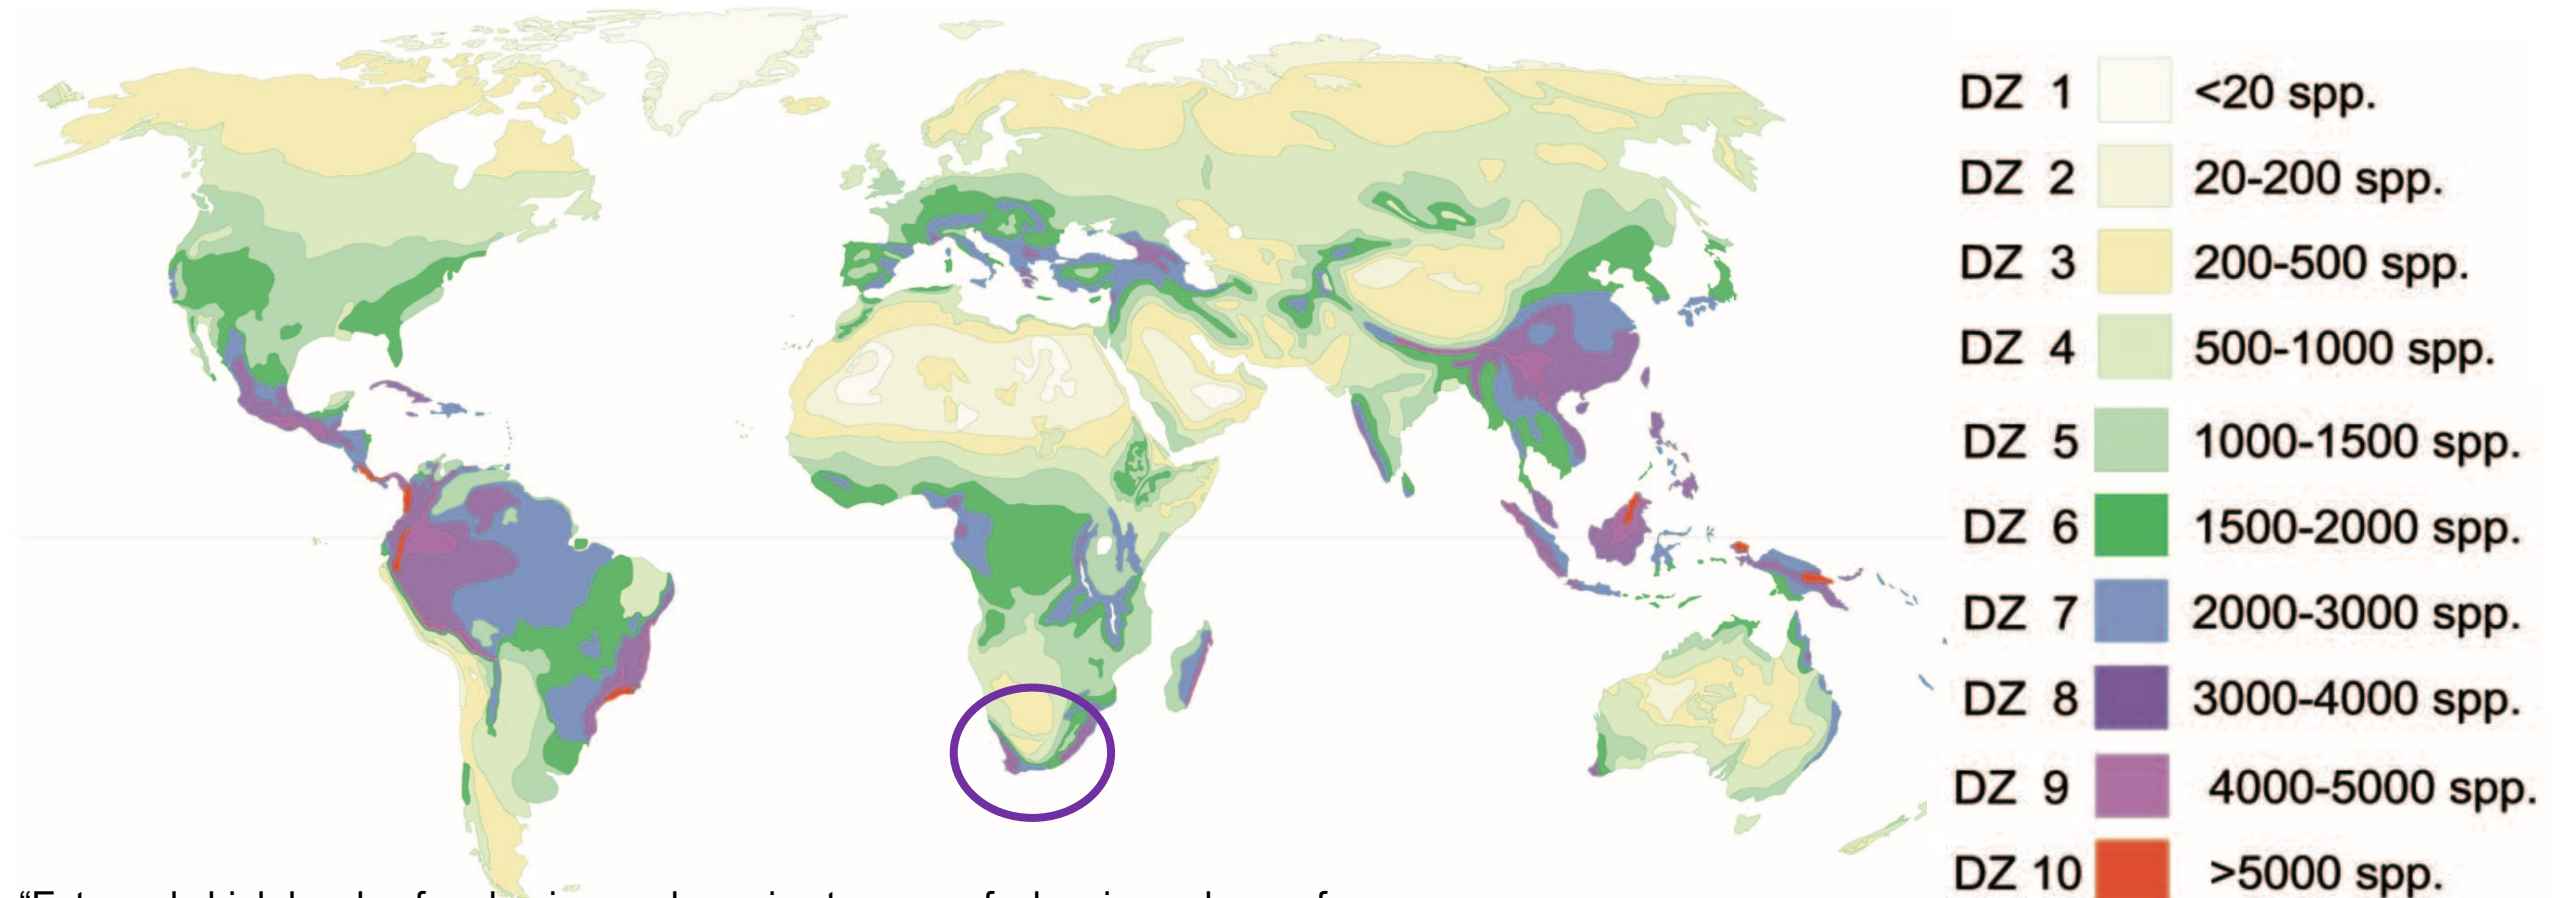 DZ 1 <20 spp.
DZ 2 20-200 spp.
DZ 3 200-500 spp.
DZ 4 500-1000 spp.
DZ 5 1000-1500 spp.
DZ 6 1500-2000 spp.
DZ 7 2000-3000 spp.
DZ 8 3000-4000 spp.
DZ 9 4000-5000 spp.
DZ 10 >5000 spp.